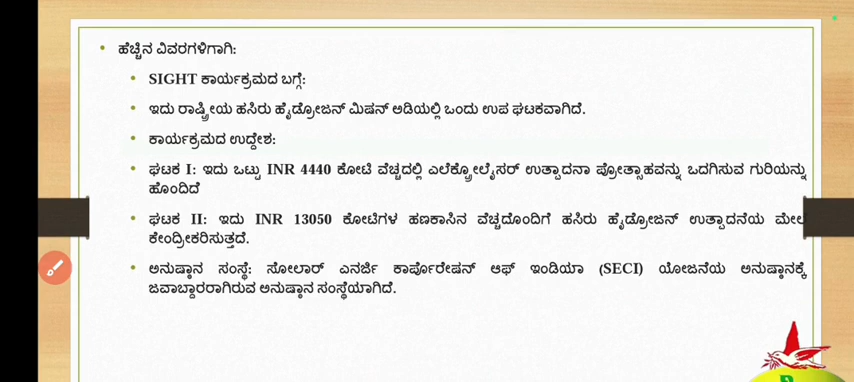 ಹೆಚ್ಚಿನ ವಿವರಗಳಿಗಾಗಿ:
SIGHT ಕಾರ್ಯಕ್ರಮದ ಬಗ್ಗೆ:
ಇದು ರಾಷ್ಟ್ರೀಯ ಹಸಿರು ಹೈಡ್ರೋಜನ್ ಮಿಷನ್ ಅಡಿಯಲ್ಲಿ ಒಂದು ಉಪ ಘಟಕವಾಗಿದೆ.
ಕಾರ್ಯಕ್ರಮದ ಉದ್ದೇಶ:
ಘಟಕ I: ಇದು ಒಟ್ಟು INR 4440 ಕೋಟಿ ವೆಚ್ಚದಲ್ಲಿ ಎಲೆಕ್ಟ್ರೋಲೈಸರ್ ಉತ್ಪಾದನಾ ಪ್ರೋತ್ಸಾಹವನ್ನು ಒದಗಿಸುವ ಗುರಿಯನ್ನು
ಹೊಂದಿದೆ
ಘಟಕ II: ಇದು INR 13050 ಕೋಟಿಗಳ ಹಣಕಾಸಿನ ವೆಚ್ಚದೊಂದಿಗೆ ಹಸಿರು ಹೈಡ್ರೋಜನ್ ಉತ್ಪಾದನೆಯ ಮೇಲೆ
ಕೇಂದ್ರೀಕರಿಸುತ್ತದೆ.
ಅನುಷ್ಠಾನ ಸಂಸ್ಥೆ: ಸೋಲಾರ್ ಎನರ್ಜಿ ಕಾರ್ಪೊರೇಷನ್ ಆಫ್ ಇಂಡಿಯಾ (SECI) ಯೋಜನೆಯ ಅನುಷ್ಠಾನಕ್ಕೆ
ಜವಾಬ್ದಾರರಾಗಿರುವ ಅನುಷ್ಠಾನ ಸಂಸ್ಥೆಯಾಗಿದೆ.